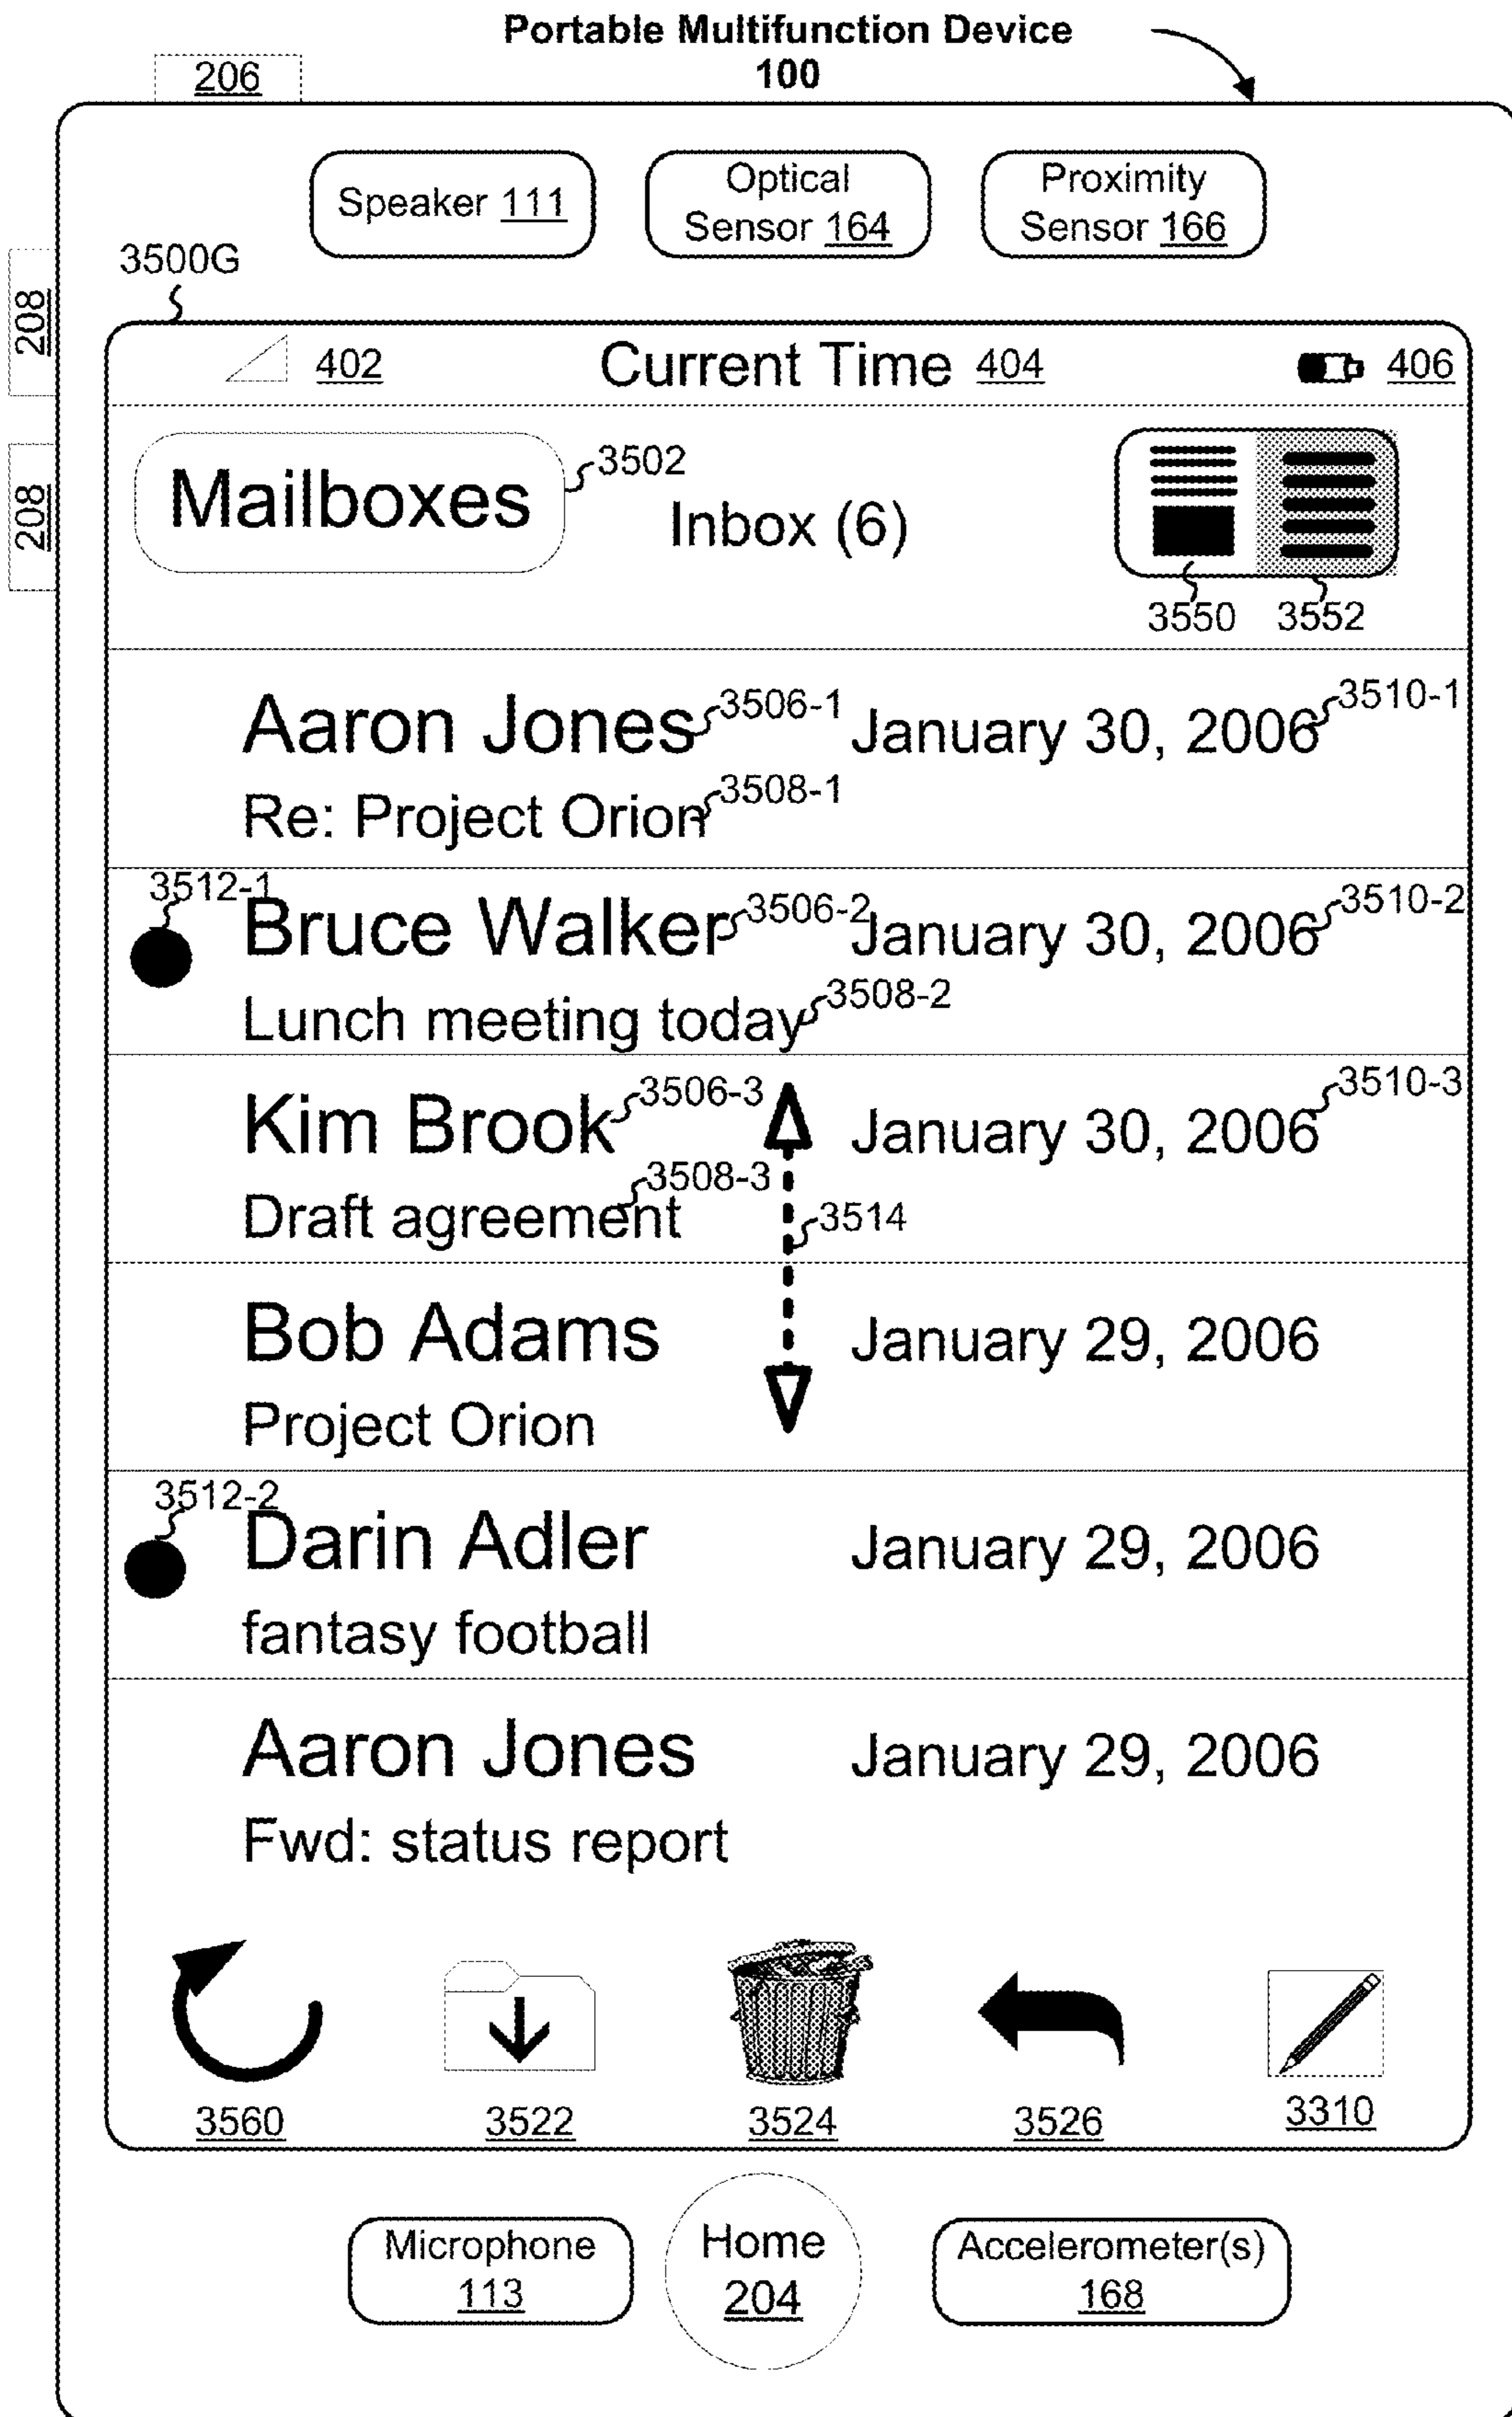 Portable Multifunction Device
100
206
Speaker 111
Optical
Sensor 164
Proximity
Sensor 166
208
208
3500G
402
Current Time 404
406
Mailboxes
3502
Inbox (6)
3550
3552
Aaron Jones
3506-1
January 30, 2006
3510-1
Re: Project Orion
3508-1
3512-1
Bruce Walker
3506-2
January 30, 2006
3510-2
Lunch meeting today
3508-2
Kim Brook
3506-3
January 30, 2006
3510-3
Draft agreement
3508-3
3514
Bob Adams
January 29, 2006
Project Orion
3512-2
Darin Adler
January 29, 2006
fantasy football
Aaron Jones
January 29, 2006
Fwd: status report
3560
3522
3524
3526
3310
Microphone
113
Home
204
Accelerometer(s)
168